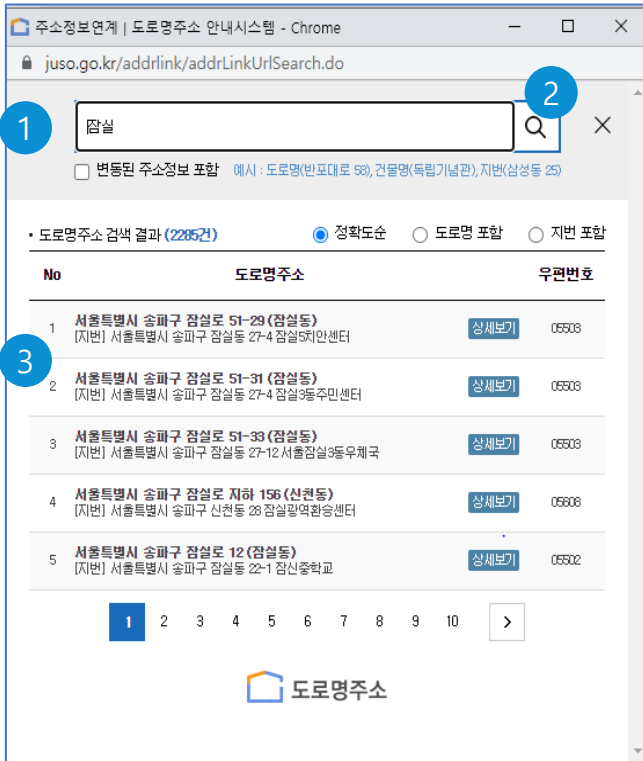 주소정보연계 | 도로명주소 안내시스템 - Chrome
juso.go.kr/addrlink/addrLinkUrlSearch.do
1
잠실
2
변동된 주소정보 포함 예시 : 도로명(반포대로 58), 건물명(독립기념관), 지번(삼성동 25)
• 도로명주소 검색 결과 (2285건) 정확도순 도로명 포함 지번 포함
No 도로명주소 우편번호
1 서울특별시 송파구 잠실로 51-29 (잠실동) 상세보기 05503
[지번] 서울특별시 송파구 잠실동 27-4 잠실5치안센터
3
2 서울특별시 송파구 잠실로 51-31 (잠실동) 상세보기 05503
[지번] 서울특별시 송파구 잠실동 27-4 잠실3동주민센터
3 서울특별시 송파구 잠실로 51-33 (잠실동) 상세보기 05503
[지번] 서울특별시 송파구 잠실동 27-12 서울잠실3동우체국
4 서울특별시 송파구 잠실로 지하 156 (신천동) 상세보기 05608
[지번] 서울특별시 송파구 신천동 28 잠실광역환승센터
5 서울특별시 송파구 잠실로 12 (잠실동) 상세보기 05502
[지번] 서울특별시 송파구 잠실동 22-1 잠신중학교
1 2 3 4 5 6 7 8 9 10 >
도로명주소